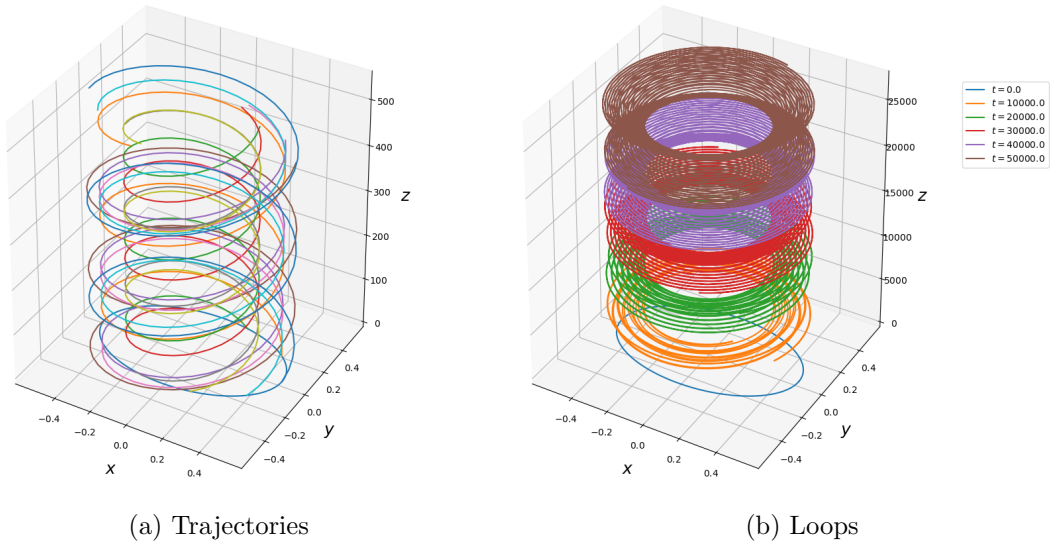 500
400
300
200
100
0
z
0.4
0.2
0.0
−0.2
−0.4
y
−0.4
−0.2
0.0
0.2
0.4
x
(a) Trajectories
25000
20000
15000
10000
5000
0
z
0.4
0.2
0.0
−0.2
−0.4
y
−0.4
−0.2
0.0
0.2
0.4
x
t = 0.0
t = 10000.0
t = 20000.0
t = 30000.0
t = 40000.0
t = 50000.0
(b) Loops